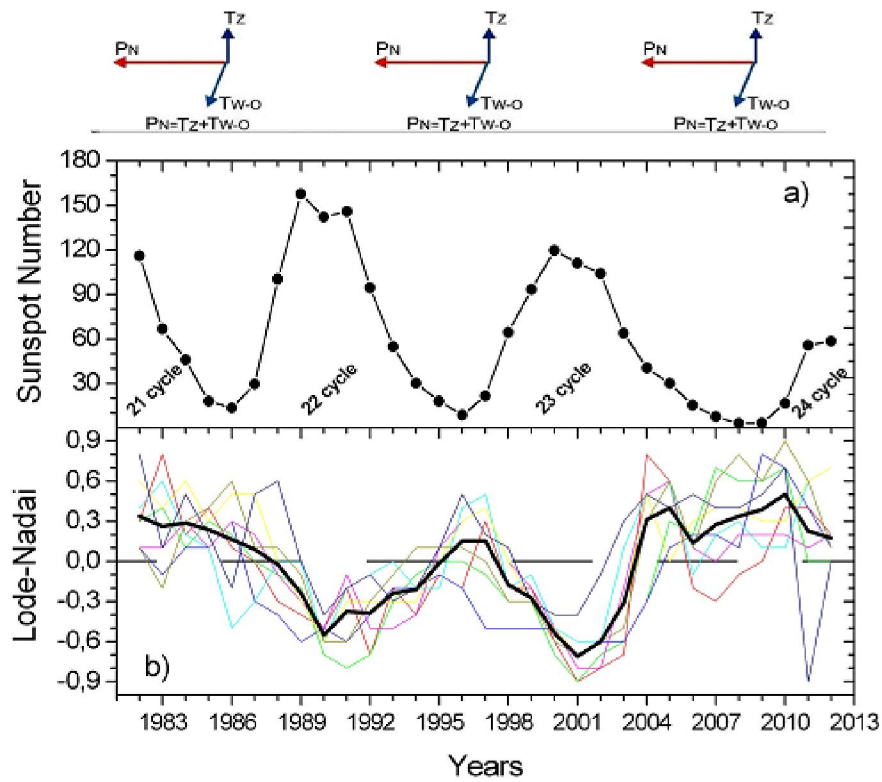 Tz Tz Tz
PN PN PN
Tw-o Tw-o Tw-o
PN=Tz+Tw-o PN=Tz+Tw-o PN=Tz+Tw-o
180
a)
150
120
90
60
30
Sunspot Number
21 cycle 22 cycle 23 cycle 24 cycle
0,9
0,6
0,3
0,0
-0,3
-0,6
-0,9
Lode-Nadai
b)
1983 1986 1989 1992 1995 1998 2001 2004 2007 2010 2013
Years